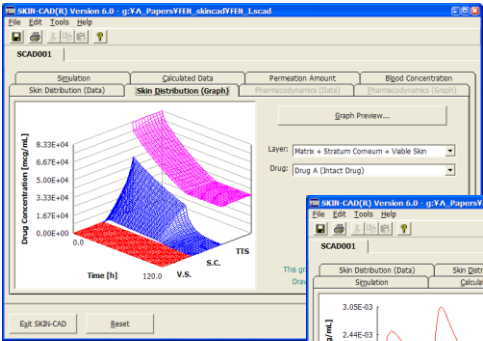 SKIN-CAD(R) Version 6.0 - g:¥A_Papers¥FEN_skincad¥FEN_I.scad
File Edit Tools Help
SCAD001
Simulation Calculated Data Permeation Amount Blood Concentration
Skin Distribution (Data) Skin Distribution (Graph) Pharmacodynamics (Data) Pharmacodynamics (Graph)
Graph Preview...
Layer: Matrix + Stratum Corneum + Viable Skin
Drug: Drug A (Intact Drug)
Drug Concentration [mcg/mL]
8.33E+04
6.67E+04
5.00E+04
3.33E+04
1.67E+04
0.00E+00
0.0
Time [h]
120.0
V.S.
S.C.
TTS
This gra
Draw
Exit SKIN-CAD Reset
SKIN-CAD(R) Version 6.0 - g:¥A_Papers¥
File Edit Tools Help
SCAD001
Skin Distribution (Data) Skin Distr
Simulation Calcula
3.05E-03
2.44E-03
g/mL]